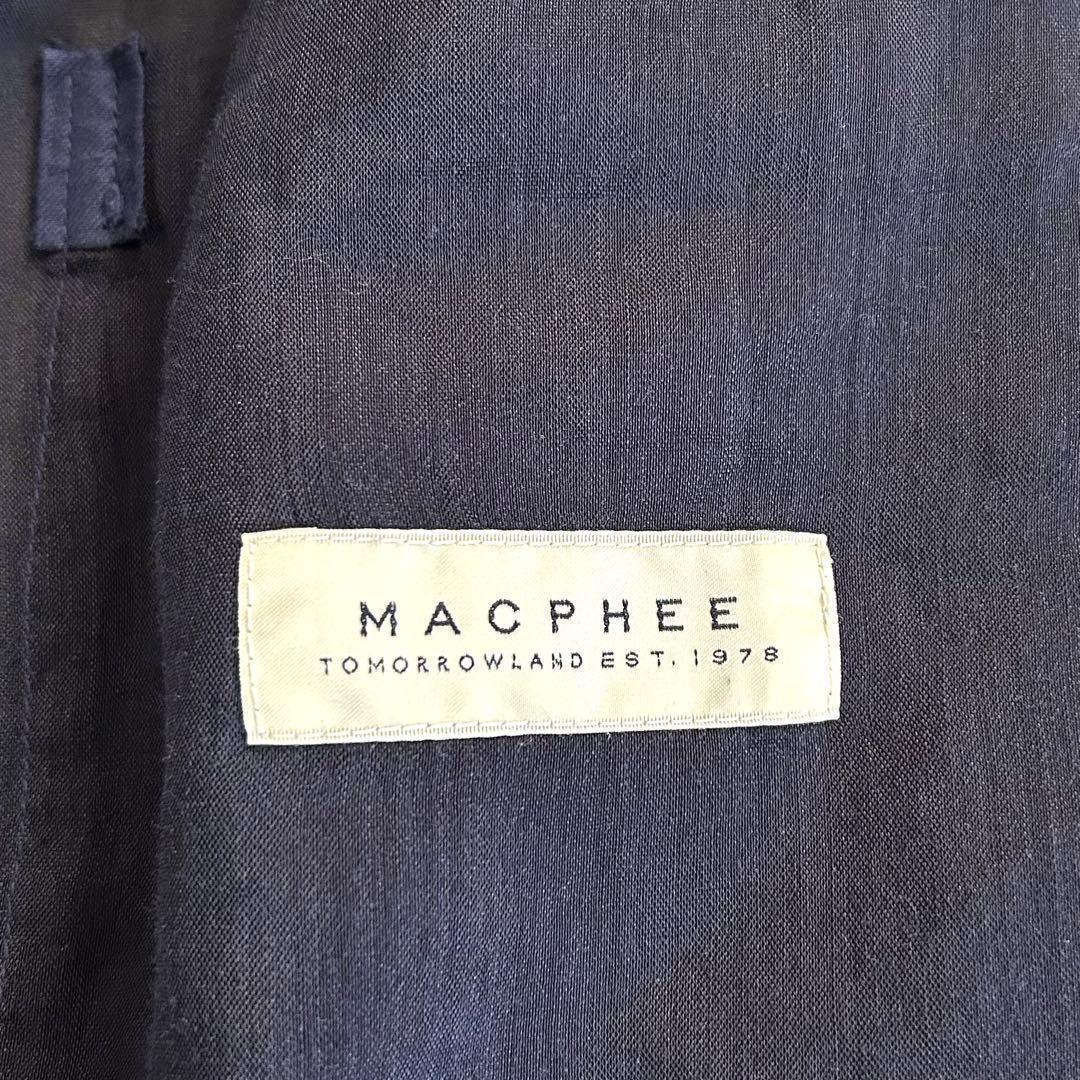 MACPHEE
TOMORROWLAND EST. 1978